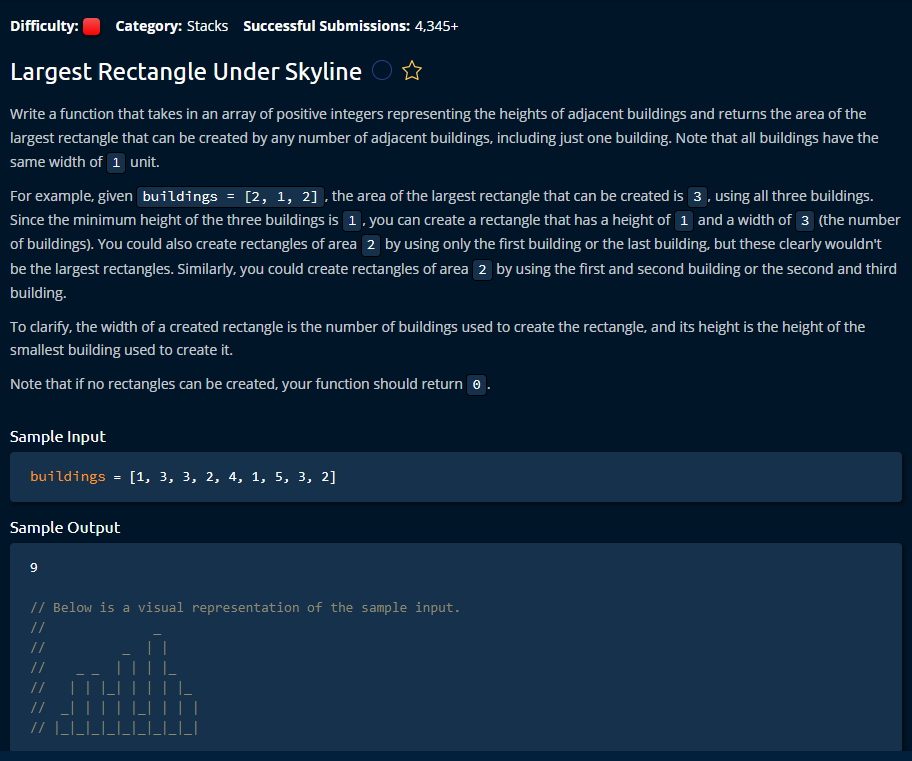 Difficulty: Category: Stacks Successful Submissions: 4,345+
Largest Rectangle Under Skyline
Write a function that takes in an array of positive integers representing the heights of adjacent buildings and returns the area of the
largest rectangle that can be created by any number of adjacent buildings, including just one building. Note that all buildings have the
same width of 1 unit.
For example, given buildings = [2, 1, 2], the area of the largest rectangle that can be created is 3, using all three buildings.
Since the minimum height of the three buildings is 1, you can create a rectangle that has a height of 1 and a width of 3 (the number
of buildings). You could also create rectangles of area 2 by using only the first building or the last building, but these clearly wouldn't
be the largest rectangles. Similarly, you could create rectangles of area 2 by using the first and second building or the second and third
building.
To clarify, the width of a created rectangle is the number of buildings used to create the rectangle, and its height is the height of the
smallest building used to create it.
Note that if no rectangles can be created, your function should return 0.
Sample Input
buildings = [1, 3, 3, 2, 4, 1, 5, 3, 2]
Sample Output
9
// Below is a visual representation of the sample input.
//              _
//          _  | |
//    _ _  | | | |_
//   | | |_| | | | |_
//  _| | | | |_| | | |
// |_|_|_|_|_|_|_|_|_|